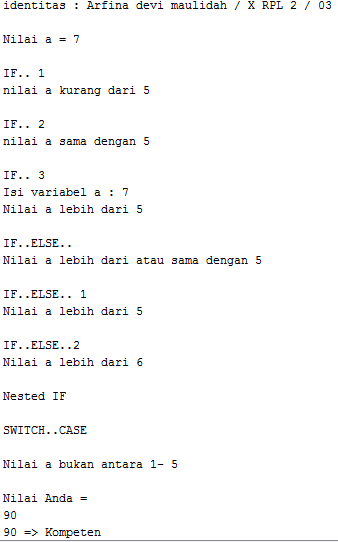 identitas : Arfina devi maulidah / X RPL 2 / 03
Nilai a = 7
IF.. 1
nilai a kurang dari 5
IF.. 2
nilai a sama dengan 5
IF.. 3
Isi variabel a : 7
Nilai a lebih dari 5
IF..ELSE..
Nilai a lebih dari atau sama dengan 5
IF..ELSE.. 1
Nilai a lebih dari 5
IF..ELSE..2
Nilai a lebih dari 6
Nested IF
SWITCH..CASE
Nilai a bukan antara 1- 5
Nilai Anda =
90
90 => Kompeten